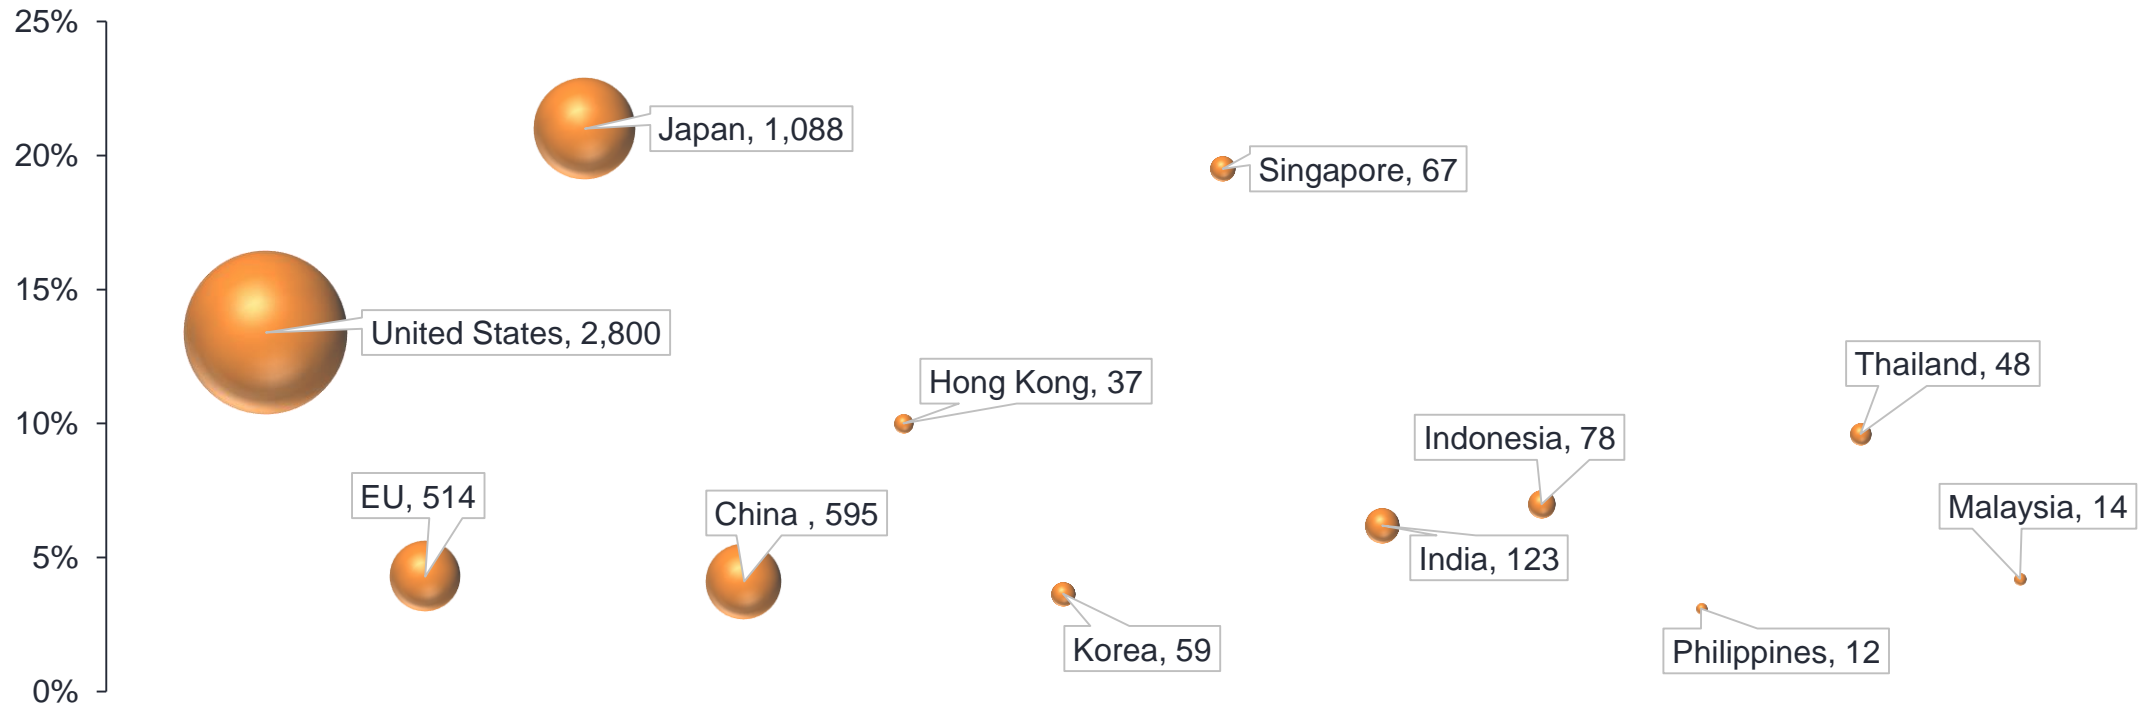 25%
20%
15%
10%
5%
0%
Japan, 1,088
Singapore, 67
United States, 2,800
Thailand, 48
Hong Kong, 37
Indonesia, 78
EU, 514
China , 595
Malaysia, 14
India, 123
Korea, 59
Philippines, 12